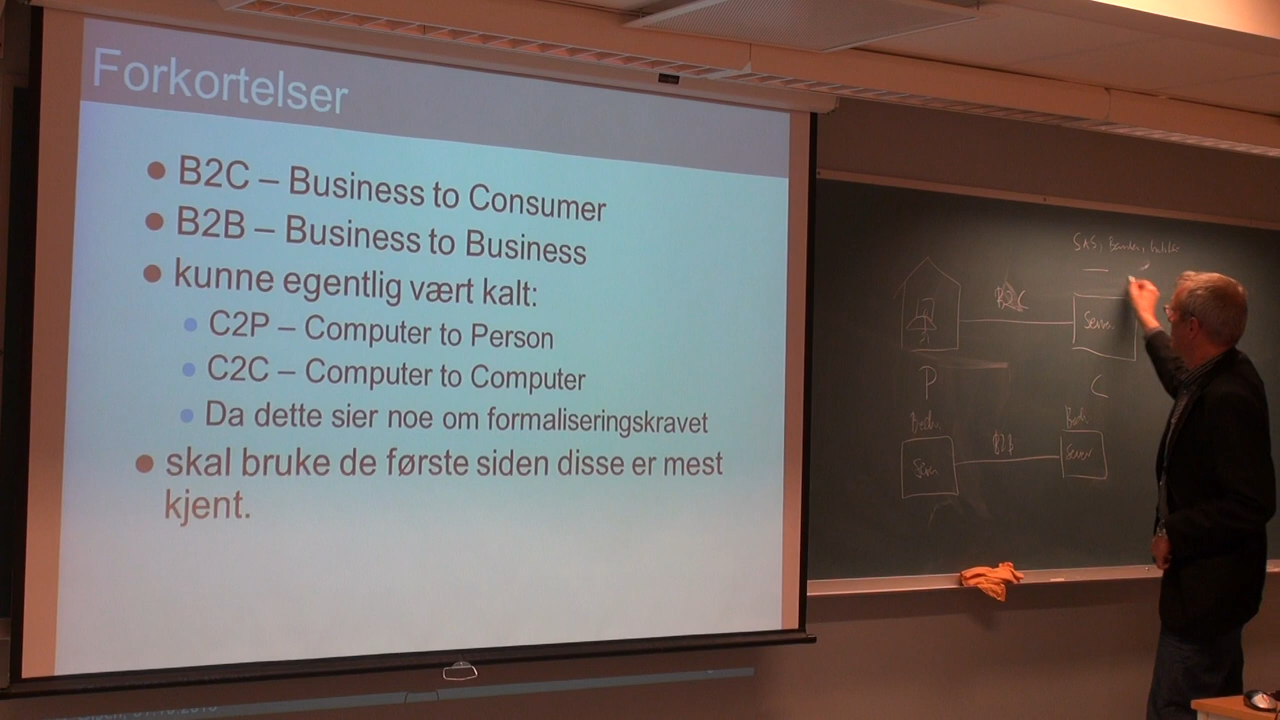 Forkortelser
B2C – Business to Consumer
B2B – Business to Business
kunne egentlig vært kalt:
C2P – Computer to Person
C2C – Computer to Computer
Da dette sier noe om formaliseringskravet
skal bruke de første siden disse er mest
kjent.
SAS,
B2C
Server
P
C
B2B
Server